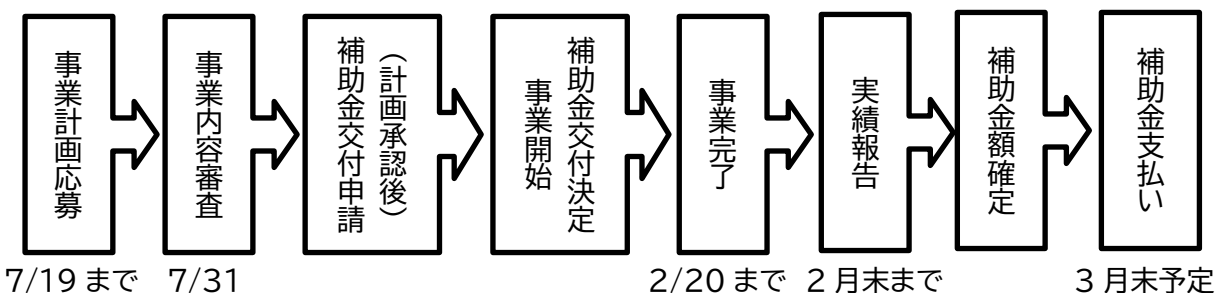 事業計画応募
事業内容審査
（計画承認後）
補助金交付申請
補助金交付決定
事業開始
事業完了
実績報告
補助金額確定
補助金支払い
7/19 まで
7/31
2/20 まで
2 月末まで
3 月末予定